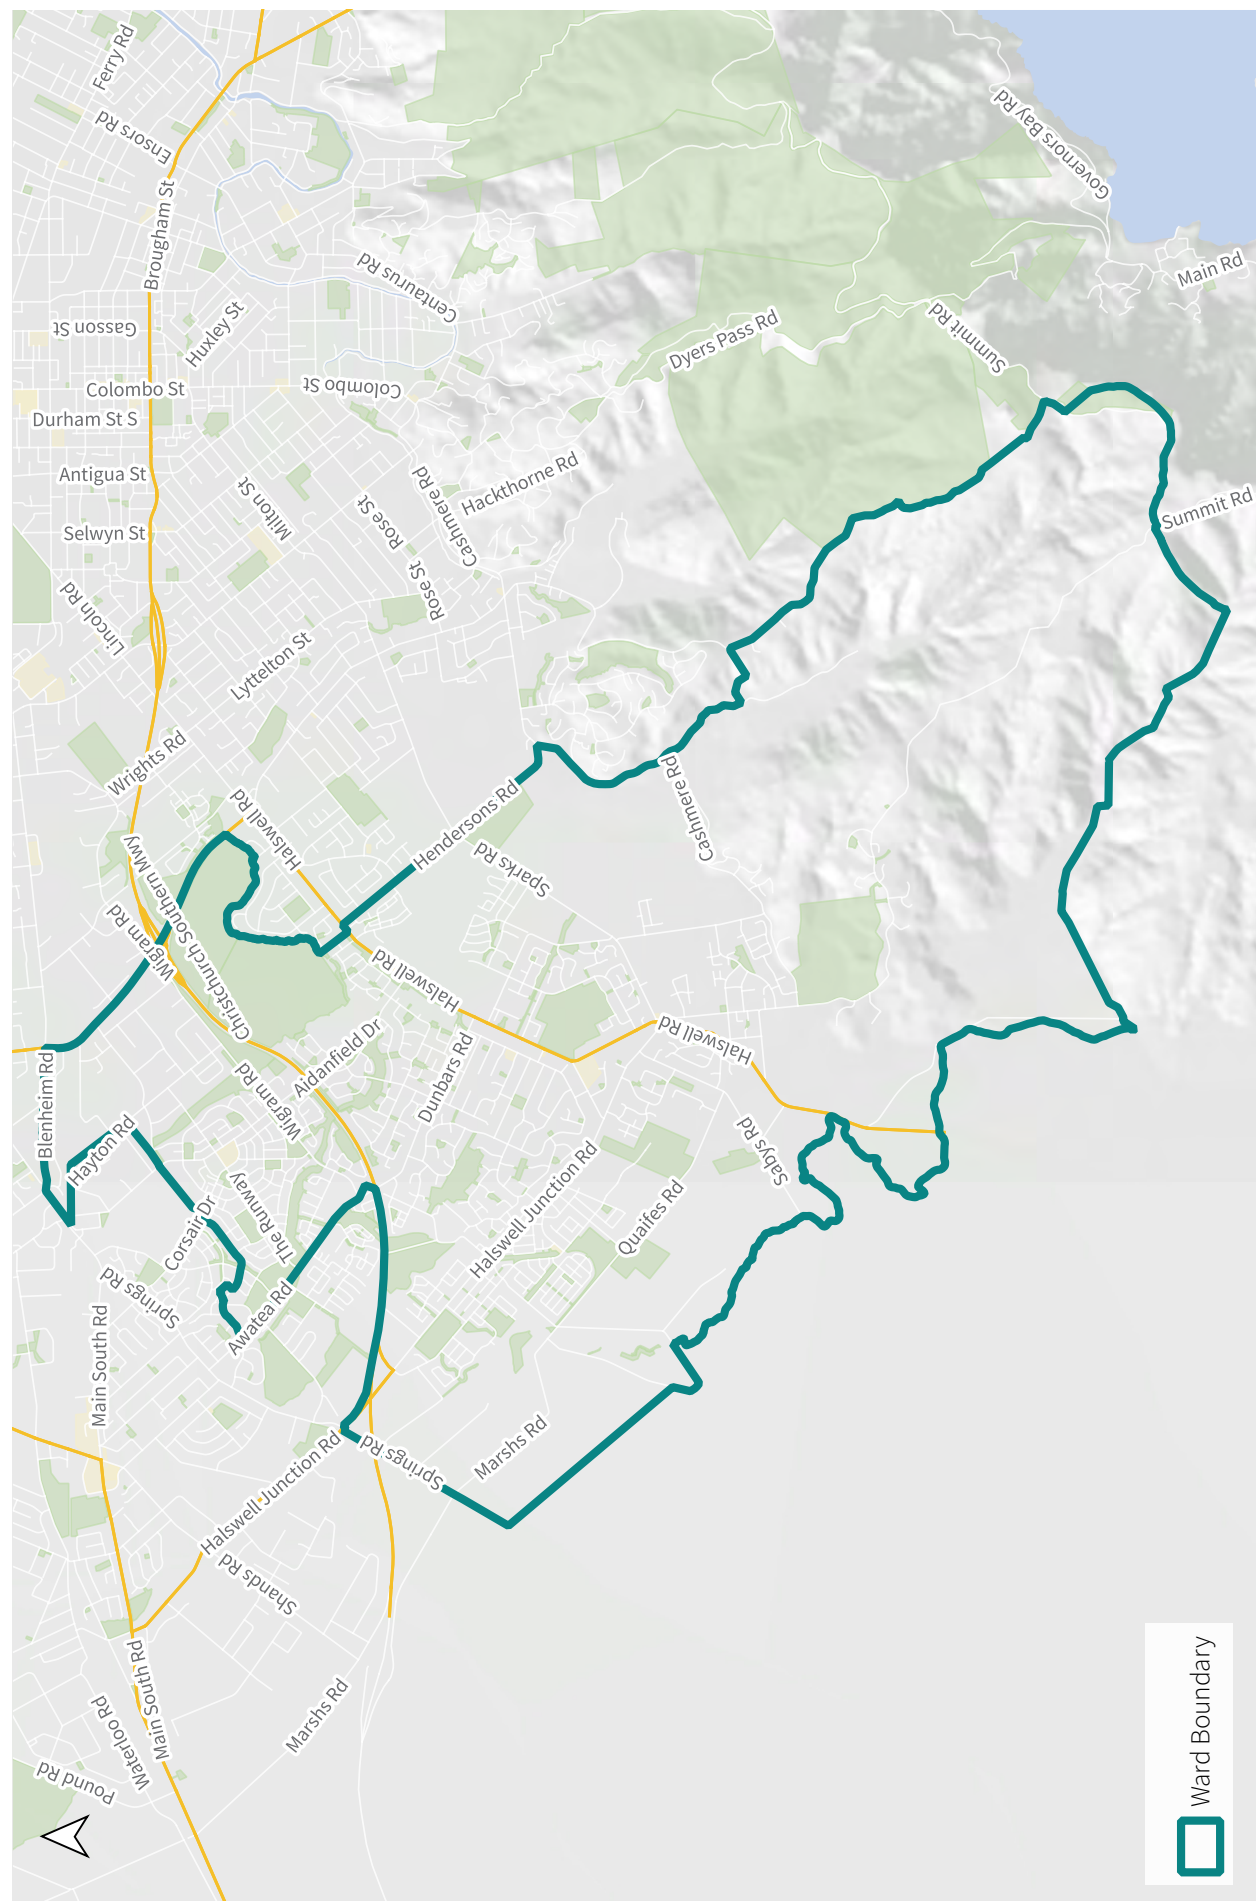 Ferry Rd
Ensors Rd
Brougham St
Governors Bay Rd
Main Rd
Centaurus Rd
Gasson St
Huxley St
Dyers Pass Rd
Summit Rd
Colombo St
Colombo St
Durham St S
Antigua St
Hackthorne Rd
Cashmere Rd
Milton St
Rose St
Summit Rd
Selwyn St
Rose St
Lincoln Rd
Lyttelton St
Wrights Rd
Halswell Rd
Hendersons Rd
Cashmere Rd
Christchurch Southern Mwy
Sparks Rd
Wigram Rd
Halswell Rd
Halswell Rd
Aidanfield Dr
Dunbars Rd
Blenheim Rd
Wigram Rd
Hayton Rd
Sabys Rd
Halswell Junction Rd
Quaifes Rd
The Runway
Corsair Dr
Springs Rd
Awatea Rd
Main South Rd
Springs Rd
Marshs Rd
Halswell Junction Rd
Shands Rd
Main South Rd
Marshs Rd
Waterloo Rd
Pound Rd
Ward Boundary